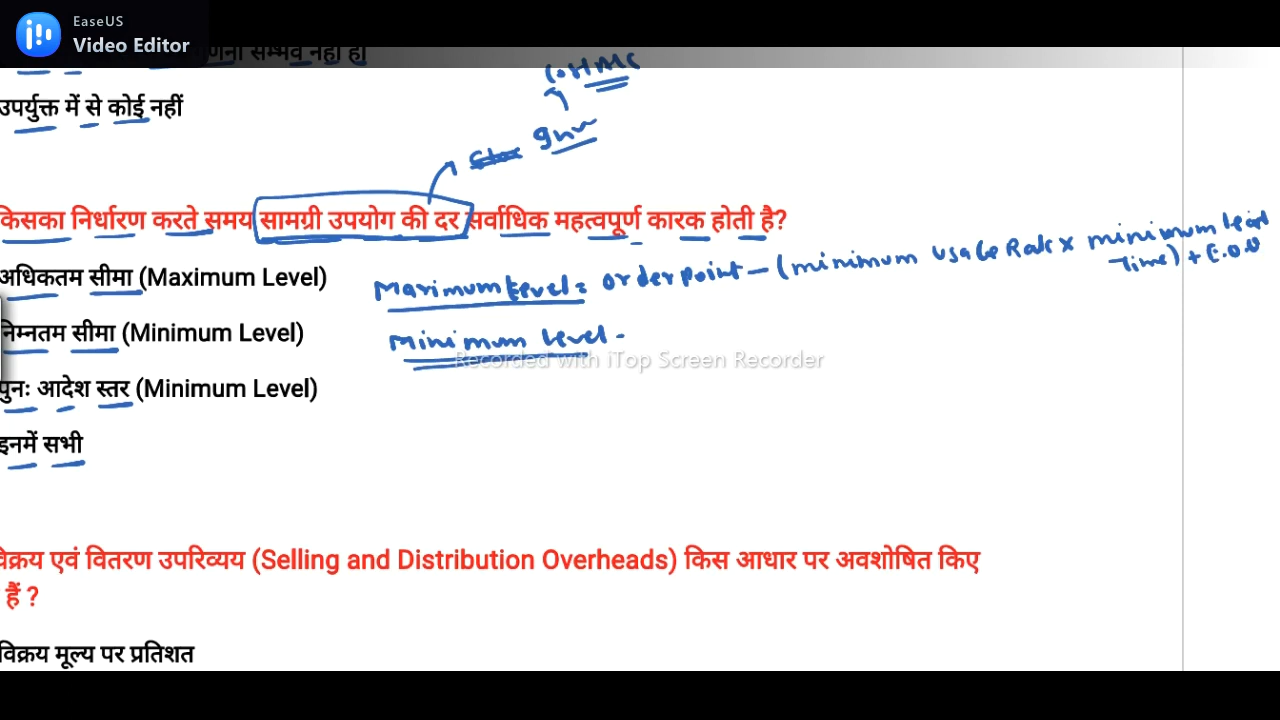 EaseUS
Video Editor
सम्भव नहीं हो
उपर्युक्त में से कोई नहीं
किसका निर्धारण करते समय सामग्री उपयोग की दर सर्वाधिक महत्वपूर्ण कारक होती है?
अधिकतम सीमा (Maximum Level)
Maximum Level = order point - (minimum usage Rate x minimum lead
Time) + E.O.Q
निम्नतम सीमा (Minimum Level)
Minimum Level -
Recorded with iTop Screen Recorder
पुनः आदेश स्तर (Minimum Level)
इनमें सभी
विक्रय एवं वितरण उपरिव्यय (Selling and Distribution Overheads) किस आधार पर अवशोषित किए
हैं ?
विक्रय मूल्य पर प्रतिशत